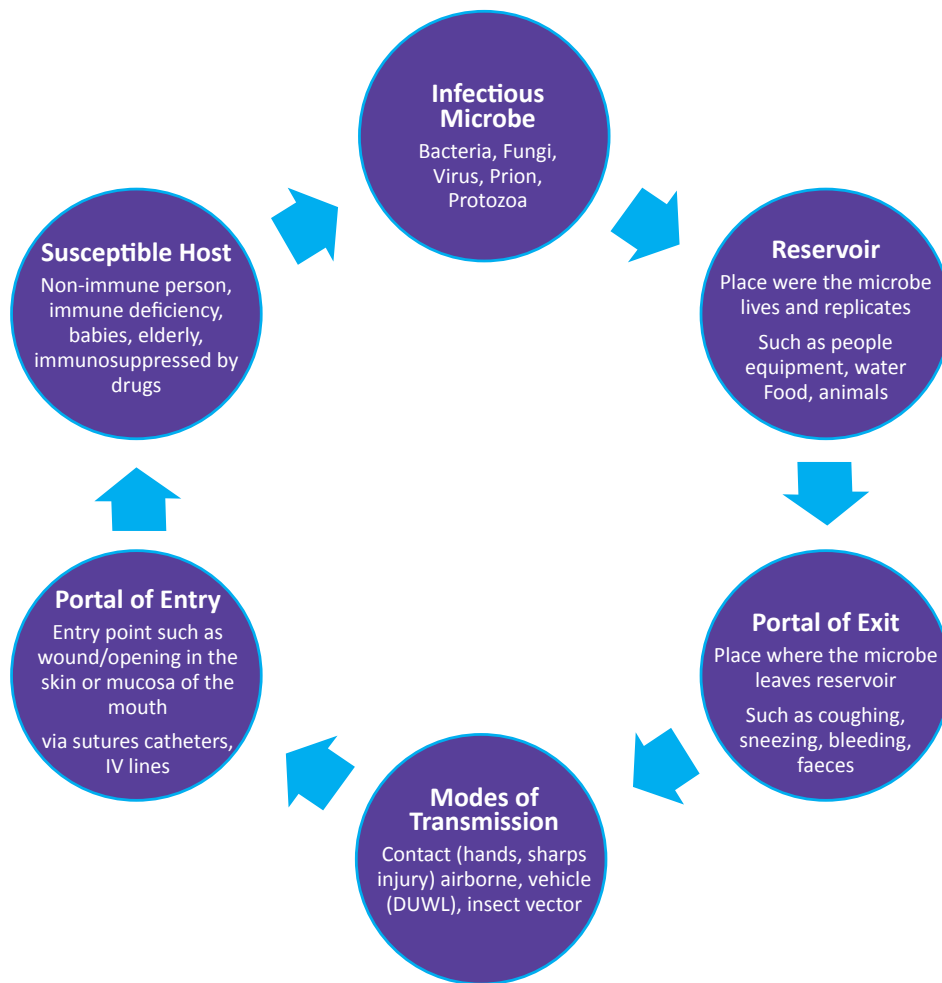 Infectious
Microbe
Bacteria, Fungi,
Virus, Prion,
Protozoa
Reservoir
Place were the microbe
lives and replicates
Such as people
equipment, water
Food, animals
Portal of Exit
Place where the microbe
leaves reservoir
Such as coughing,
sneezing, bleeding,
faeces
Modes of
Transmission
Contact (hands, sharps
injury) airborne, vehicle
(DUWL), insect vector
Portal of Entry
Entry point such as
wound/opening in the
skin or mucosa of the
mouth
via sutures catheters,
IV lines
Susceptible Host
Non-immune person,
immune deficiency,
babies, elderly,
immunosuppressed by
drugs